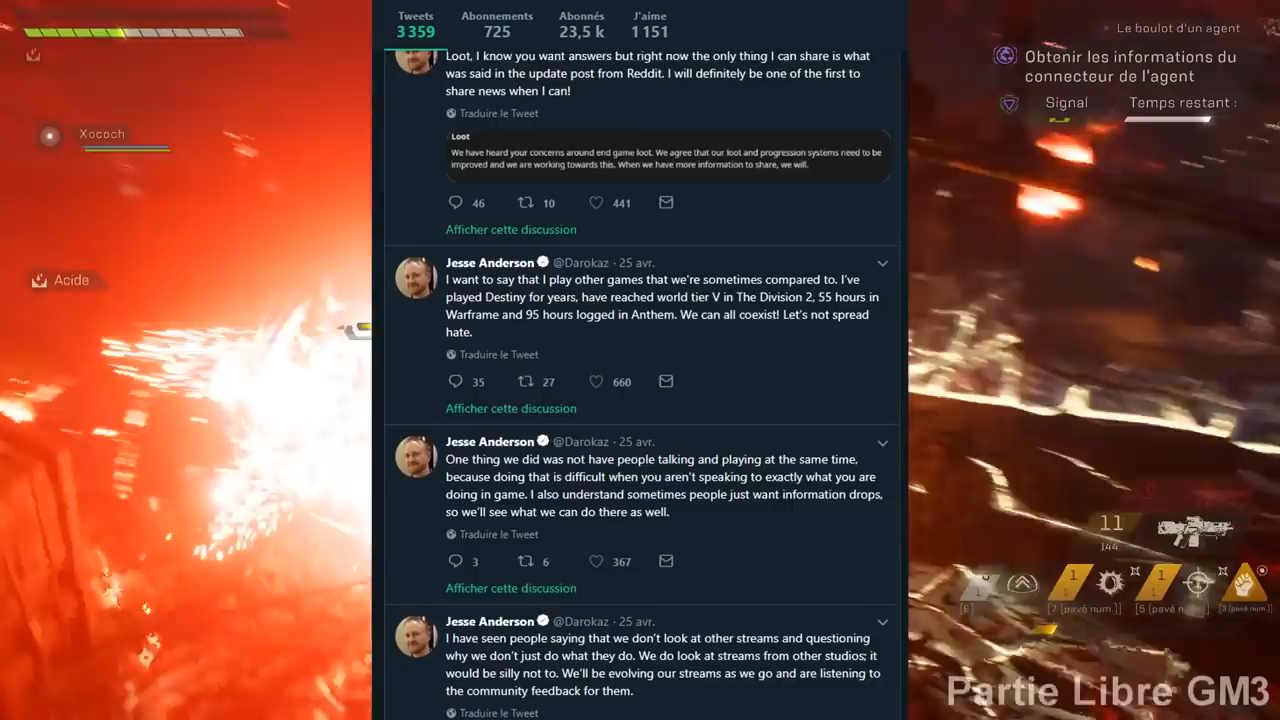 Tweets
3 359
Abonnements
725
Abonnés
23,5 k
J'aime
1 151
Loot, I know you want answers but right now the only thing I can share is what
was said in the update post from Reddit. I will definitely be one of the first to
share news when I can!
Traduire le Tweet
Loot
We have heard your concerns around end game loot. We agree that our loot and progression systems need to be
improved and we are working towards this. When we have more information to share, we will.
46 10 441
Afficher cette discussion
Jesse Anderson @Darokaz · 25 avr.
I want to say that I play other games that we're sometimes compared to. I've
played Destiny for years, have reached world tier V in The Division 2, 55 hours in
Warframe and 95 hours logged in Anthem. We can all coexist! Let's not spread
hate.
Traduire le Tweet
35 27 660
Afficher cette discussion
Jesse Anderson @Darokaz · 25 avr.
One thing we did was not have people talking and playing at the same time,
because doing that is difficult when you aren't speaking to exactly what you are
doing in game. I also understand sometimes people just want information drops,
so we'll see what we can do there as well.
Traduire le Tweet
3 6 367
Afficher cette discussion
Jesse Anderson @Darokaz · 25 avr.
I have seen people saying that we don't look at other streams and questioning
why we don't just do what they do. We do look at streams from other studios; it
would be silly not to. We'll be evolving our streams as we go and are listening to
the community feedback for them.
Traduire le Tweet
Xococh
Acide
Le boulot d'un agent
Obtenir les informations du
connecteur de l'agent
Signal Temps restant :
11
144
1 1 1
1 1
[E] [7 [pavé num.]] [5 [pavé num.]] [3 [pavé num.]]
Partie Libre GM3